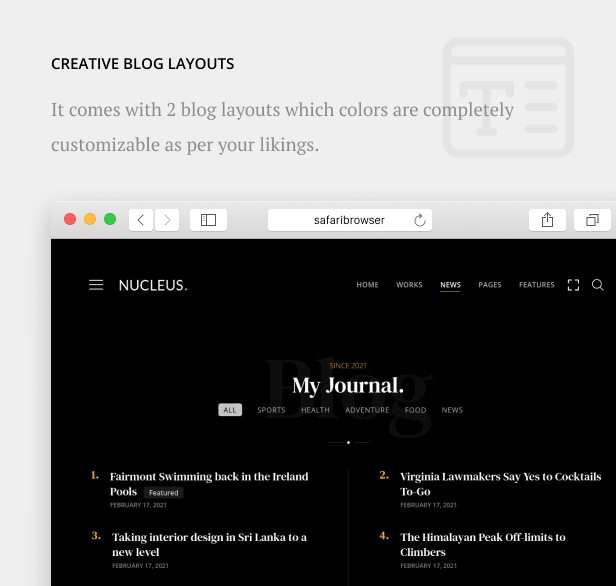 CREATIVE BLOG LAYOUTS
It comes with 2 blog layouts which colors are completely
customizable as per your likings.
safaribrowser
NUCLEUS.
HOME WORKS NEWS PAGES FEATURES
Blog
SINCE 2021
My Journal.
ALL SPORTS HEALTH ADVENTURE FOOD NEWS
1. Fairmont Swimming back in the Ireland
Pools Featured
FEBRUARY 17, 2021
2. Virginia Lawmakers Say Yes to Cocktails
To-Go
FEBRUARY 17, 2021
3. Taking interior design in Sri Lanka to a
new level
FEBRUARY 17, 2021
4. The Himalayan Peak Off-limits to
Climbers
FEBRUARY 17, 2021